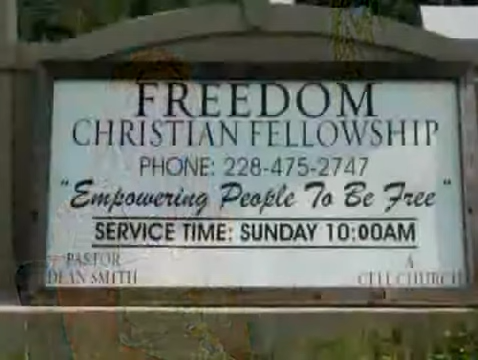 FREEDOM
CHRISTIAN FELLOWSHIP
PHONE: 228-475-2747
"Empowering People To Be Free"
SERVICE TIME: SUNDAY 10:00AM
PASTOR
DEAN SMITH
A
CELL CHURCH